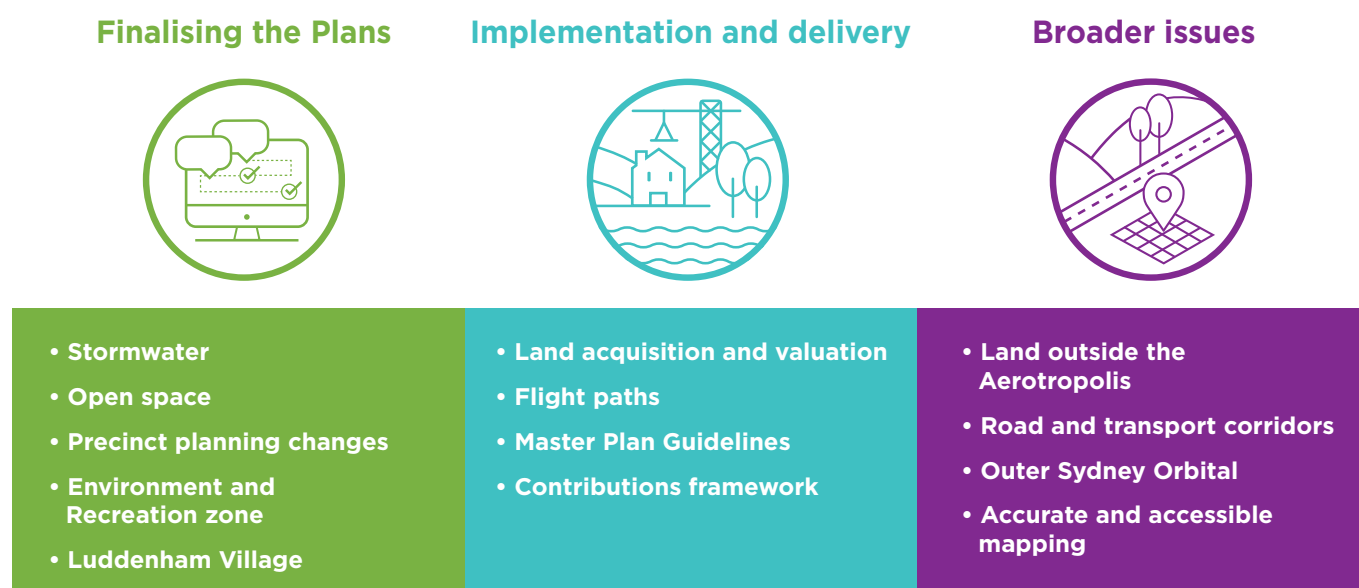 Finalising the Plans
• Stormwater
• Open space
• Precinct planning changes
• Environment and
Recreation zone
• Luddenham Village
Implementation and delivery
• Land acquisition and valuation
• Flight paths
• Master Plan Guidelines
• Contributions framework
Broader issues
• Land outside the
Aerotropolis
• Road and transport corridors
• Outer Sydney Orbital
• Accurate and accessible
mapping